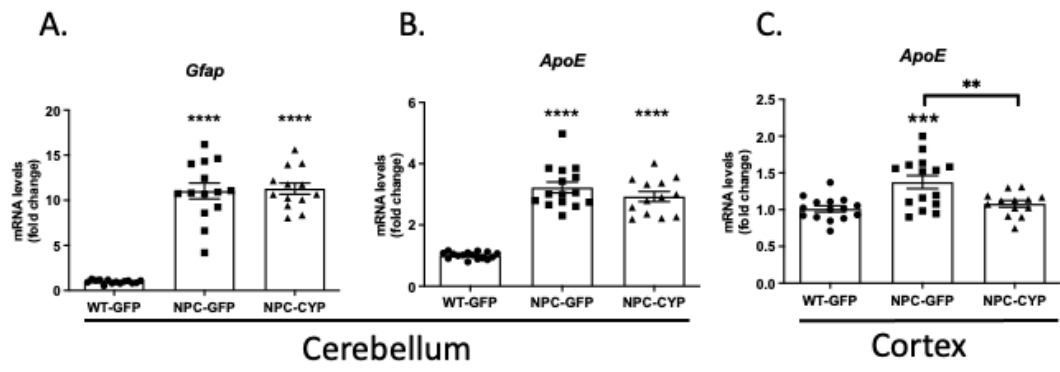 A.
Gfap
mRNA levels
(fold change)
20
15
10
5
0
****
****
WT-GFP
NPC-GFP
NPC-CYP
B.
ApoE
mRNA levels
(fold change)
6
4
2
0
****
****
WT-GFP
NPC-GFP
NPC-CYP
Cerebellum
C.
ApoE
mRNA levels
(fold change)
2.5
2.0
1.5
1.0
0.5
0.0
**
***
WT-GFP
NPC-GFP
NPC-CYP
Cortex